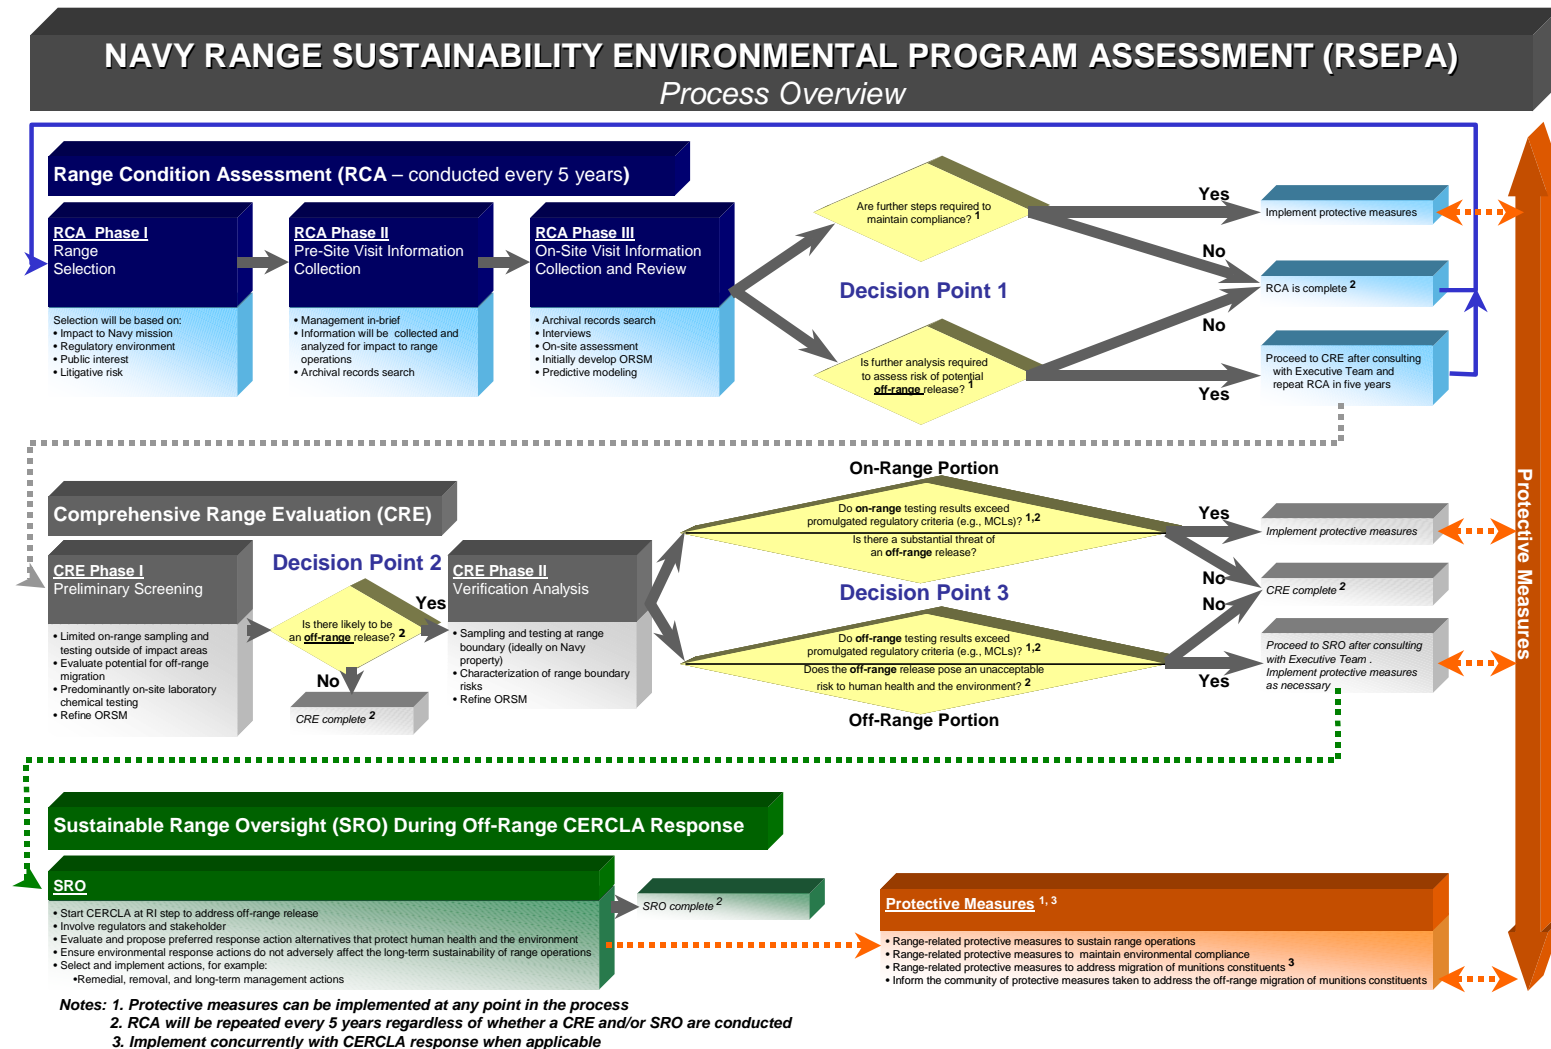 NAVY RANGE SUSTAINABILITY ENVIRONMENTAL PROGRAM ASSESSMENT (RSEPA)
Process Overview
Range Condition Assessment (RCA – conducted every 5 years)
RCA Phase I
Range
Selection
Selection will be based on:
• Impact to Navy mission
• Regulatory environment
• Public interest
• Litigative risk
RCA Phase II
Pre-Site Visit Information
Collection
• Management in-brief
• Information will be collected and
analyzed for impact to range
operations
• Archival records search
RCA Phase III
On-Site Visit Information
Collection and Review
• Archival records search
• Interviews
• On-site assessment
• Initially develop ORSM
• Predictive modeling
Are further steps required to
maintain compliance? 1
Decision Point 1
Is further analysis required
to assess risk of potential
off-range release? 1
Yes
No
No
Yes
Implement protective measures
RCA is complete 2
Proceed to CRE after consulting
with Executive Team and
repeat RCA in five years
Protective Measures
Comprehensive Range Evaluation (CRE)
CRE Phase I
Preliminary Screening
• Limited on-range sampling and
testing outside of impact areas
• Evaluate potential for off-range
migration
• Predominantly on-site laboratory
chemical testing
• Refine ORSM
Decision Point 2
Is there likely to be
an off-range release? 2
Yes
No
CRE complete 2
CRE Phase II
Verification Analysis
• Sampling and testing at range
boundary (ideally on Navy
property)
• Characterization of range boundary
risks
• Refine ORSM
On-Range Portion
Do on-range testing results exceed
promulgated regulatory criteria (e.g., MCLs)? 1,2
Is there a substantial threat of
an off-range release?
Decision Point 3
Do off-range testing results exceed
promulgated regulatory criteria (e.g., MCLs)? 1,2
Does the off-range release pose an unacceptable
risk to human health and the environment? 2
Off-Range Portion
Yes
No
No
Yes
Implement protective measures
CRE complete 2
Proceed to SRO after consulting
with Executive Team .
Implement protective measures
as necessary
Sustainable Range Oversight (SRO) During Off-Range CERCLA Response
SRO
• Start CERCLA at RI step to address off-range release
• Involve regulators and stakeholder
• Evaluate and propose preferred response action alternatives that protect human health and the environment
• Ensure environmental response actions do not adversely affect the long-term sustainability of range operations
• Select and implement actions, for example:
•Remedial, removal, and long-term management actions
SRO complete 2
Protective Measures 1, 3
• Range-related protective measures to sustain range operations
• Range-related protective measures to maintain environmental compliance
• Range-related protective measures to address migration of munitions constituents 3
• Inform the community of protective measures taken to address the off-range migration of munitions constituents
Notes: 1. Protective measures can be implemented at any point in the process
2. RCA will be repeated every 5 years regardless of whether a CRE and/or SRO are conducted
3. Implement concurrently with CERCLA response when applicable